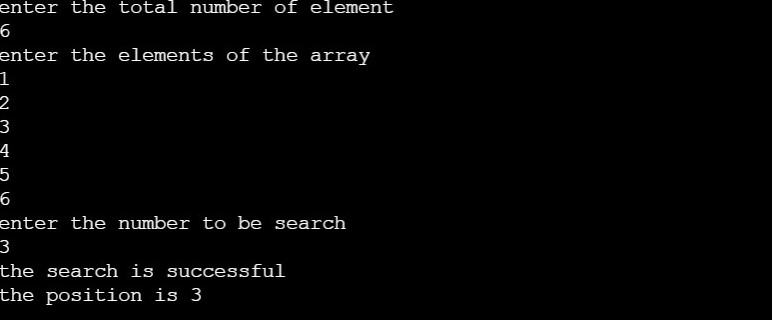 enter the total number of element
6
enter the elements of the array
1
2
3
4
5
6
enter the number to be search
3
the search is successful
the position is 3